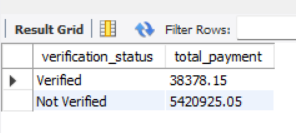 Result Grid Filter Rows:
verification_status total_payment
Verified 38378.15
Not Verified 5420925.05